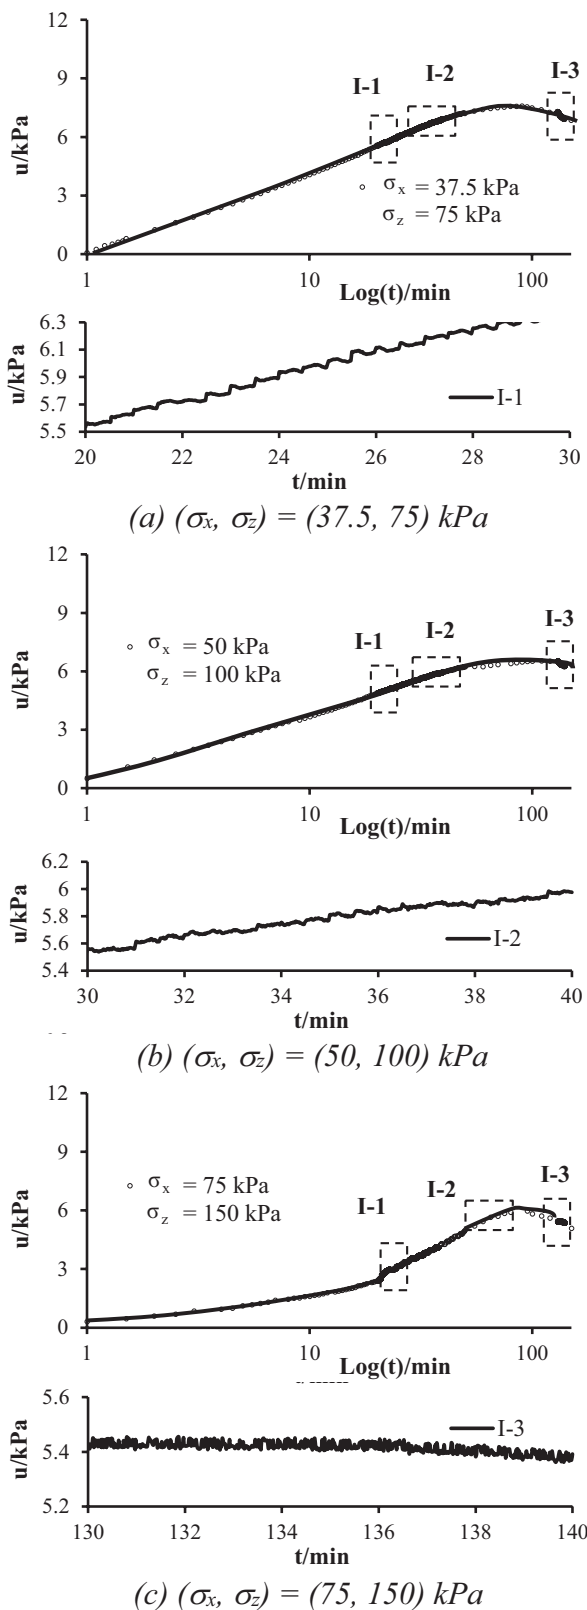 12
9
6
3
0
u/kPa
I-1
I-2
I-3
σx = 37.5 kPa
σz = 75 kPa
1
10
100
Log(t)/min
6.3
6.1
5.9
5.7
5.5
u/kPa
I-1
20
22
24
26
28
30
t/min
(a) (σx, σz) = (37.5, 75) kPa
12
9
6
3
0
u/kPa
σx = 50 kPa
σz = 100 kPa
I-1
I-2
I-3
1
10
100
Log(t)/min
6.2
6
5.8
5.6
5.4
u/kPa
I-2
30
32
34
36
38
40
t/min
(b) (σx, σz) = (50, 100) kPa
12
9
6
3
0
u/kPa
σx = 75 kPa
σz = 150 kPa
I-1
I-2
I-3
1
10
100
Log(t)/min
5.6
5.4
5.2
u/kPa
I-3
130
132
134
136
138
140
t/min
(c) (σx, σz) = (75, 150) kPa